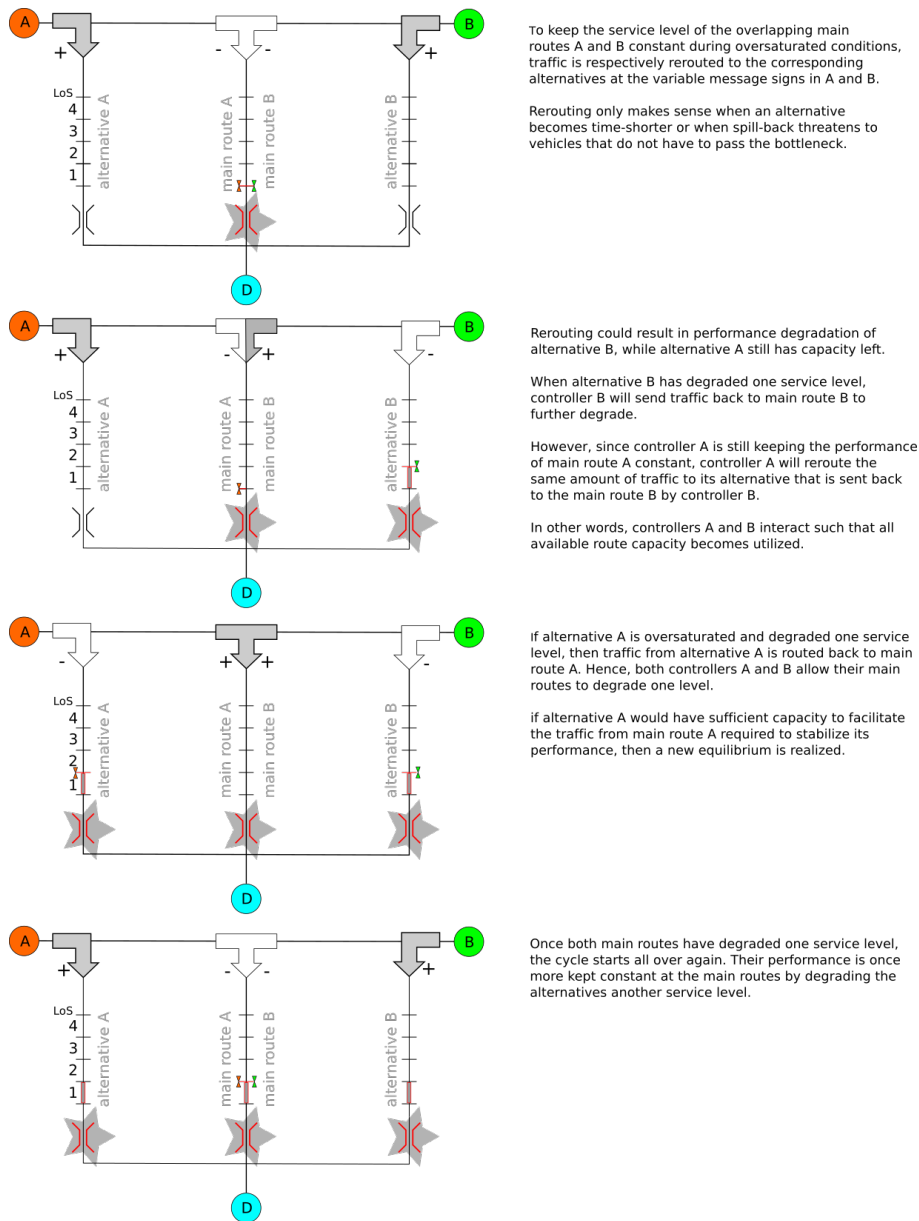 A
B
+
-
-
+
LoS
4
3
2
1
alternative A
main route A
main route B
alternative B
D
To keep the service level of the overlapping main
routes A and B constant during oversaturated conditions,
traffic is respectively rerouted to the corresponding
alternatives at the variable message signs in A and B.
Rerouting only makes sense when an alternative
becomes time-shorter or when spill-back threatens to
vehicles that do not have to pass the bottleneck.
A
B
+
-
+
-
LoS
4
3
2
1
alternative A
main route A
main route B
alternative B
D
Rerouting could result in performance degradation of
alternative B, while alternative A still has capacity left.
When alternative B has degraded one service level,
controller B will send traffic back to main route B to
further degrade.
However, since controller A is still keeping the performance
of main route A constant, controller A will reroute the
same amount of traffic to its alternative that is sent back
to the main route B by controller B.
In other words, controllers A and B interact such that all
available route capacity becomes utilized.
A
B
-
+
+
-
LoS
4
3
2
1
alternative A
main route A
main route B
alternative B
D
If alternative A is oversaturated and degraded one service
level, then traffic from alternative A is routed back to main
route A. Hence, both controllers A and B allow their main
routes to degrade one level.
if alternative A would have sufficient capacity to facilitate
the traffic from main route A required to stabilize its
performance, then a new equilibrium is realized.
A
B
+
-
-
+
LoS
4
3
2
1
alternative A
main route A
main route B
alternative B
D
Once both main routes have degraded one service level,
the cycle starts all over again. Their performance is once
more kept constant at the main routes by degrading the
alternatives another service level.